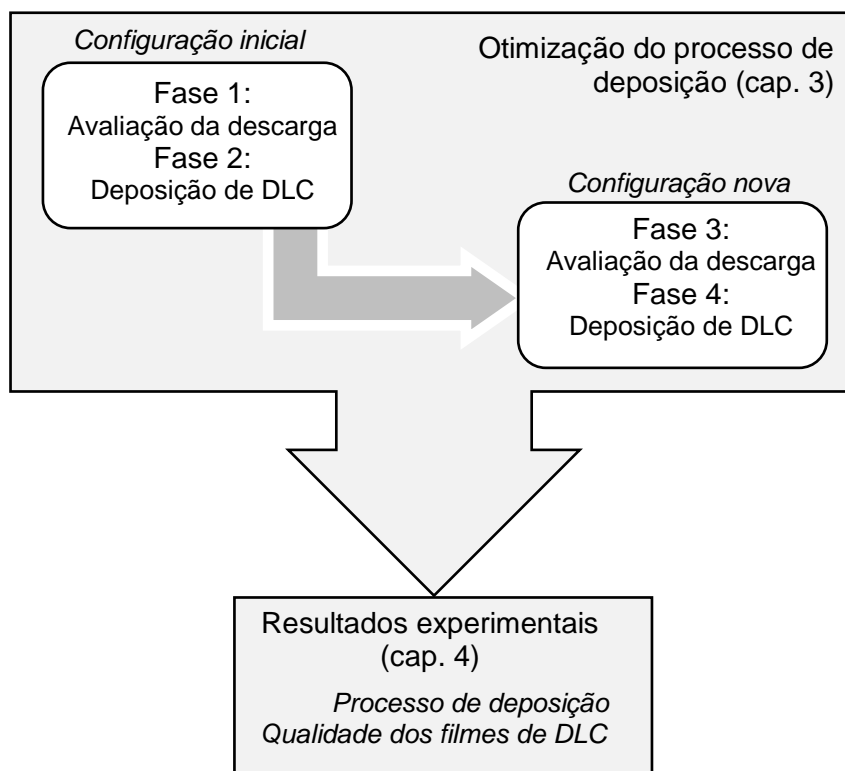 Configuração inicial
Otimização do processo de
deposição (cap. 3)
Fase 1:
Avaliação da descarga
Fase 2:
Deposição de DLC
Configuração nova
Fase 3:
Avaliação da descarga
Fase 4:
Deposição de DLC
Resultados experimentais
(cap. 4)
Processo de deposição
Qualidade dos filmes de DLC